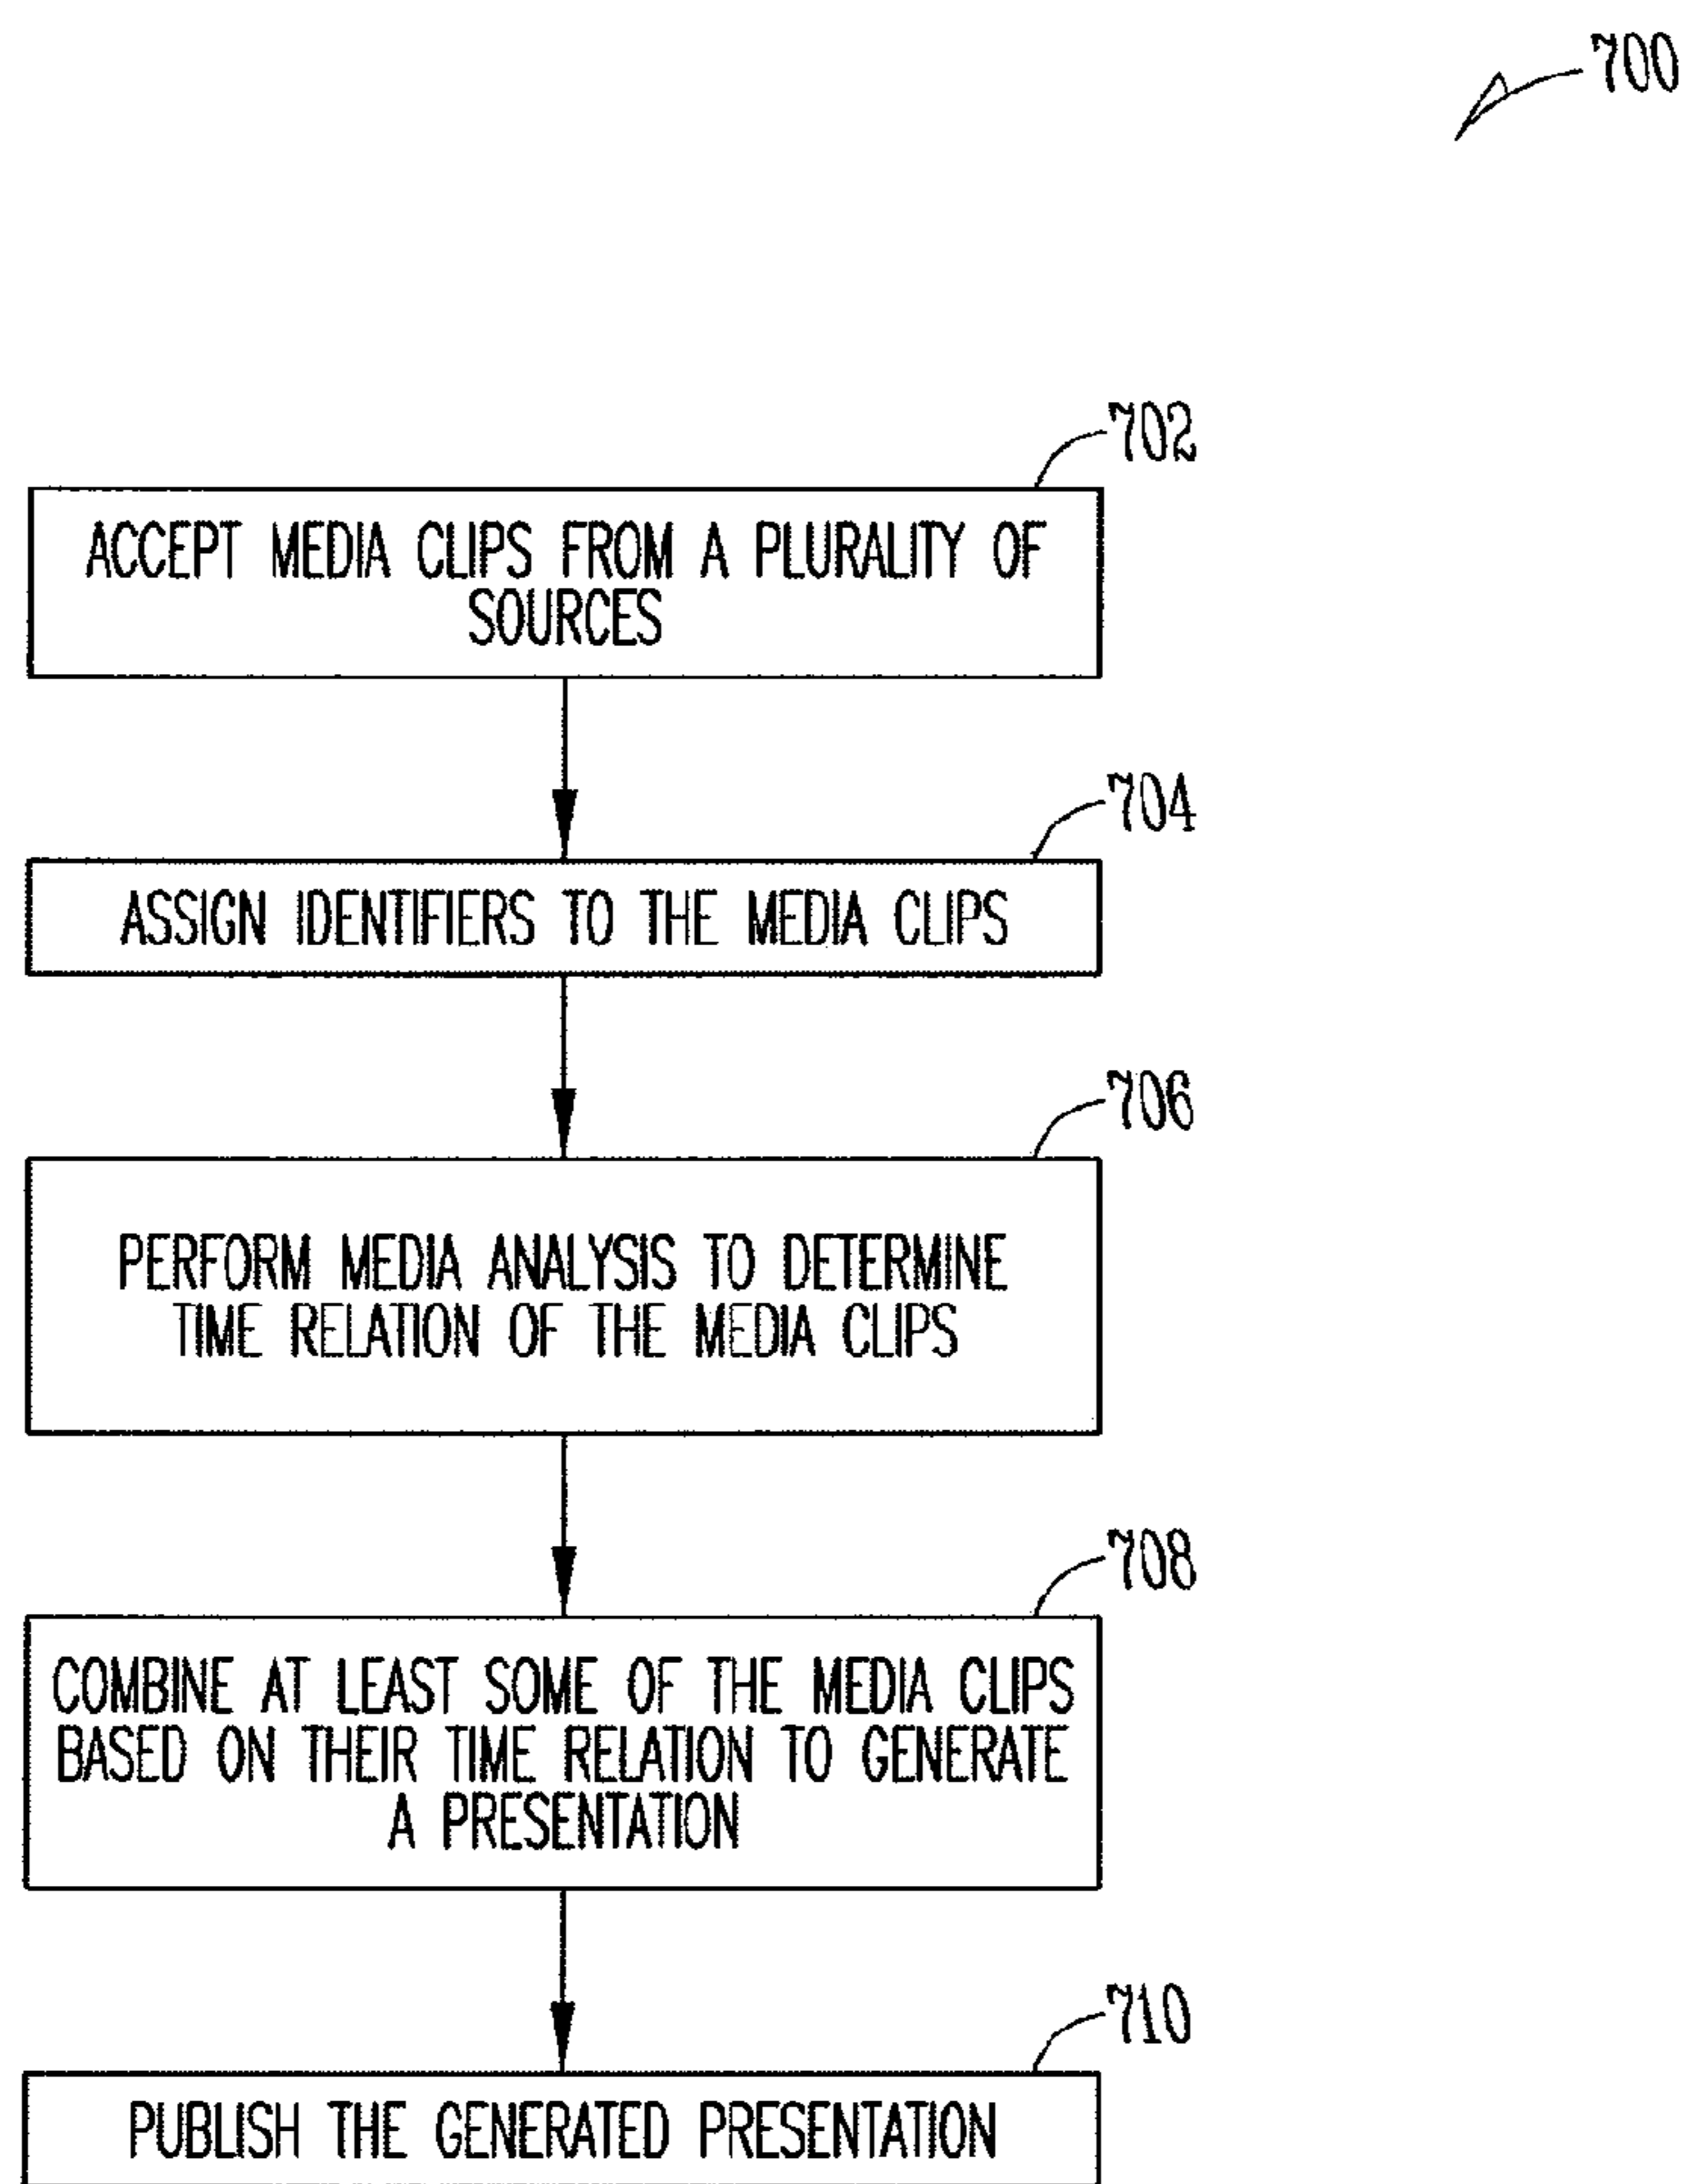 700
702
ACCEPT MEDIA CLIPS FROM A PLURALITY OF
SOURCES
704
ASSIGN IDENTIFIERS TO THE MEDIA CLIPS
706
PERFORM MEDIA ANALYSIS TO DETERMINE
TIME RELATION OF THE MEDIA CLIPS
708
COMBINE AT LEAST SOME OF THE MEDIA CLIPS
BASED ON THEIR TIME RELATION TO GENERATE
A PRESENTATION
710
PUBLISH THE GENERATED PRESENTATION